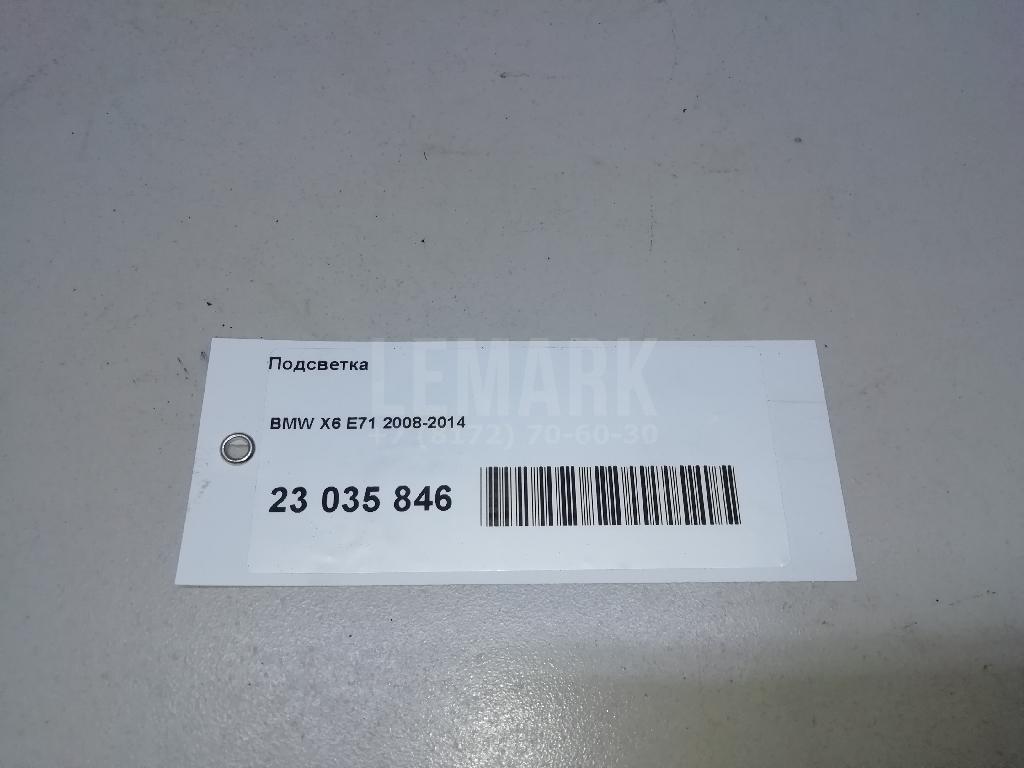 Подсветка
LEMARK
BMW X6 E71 2008-2014
+7 (8172) 70-60-30
23 035 846